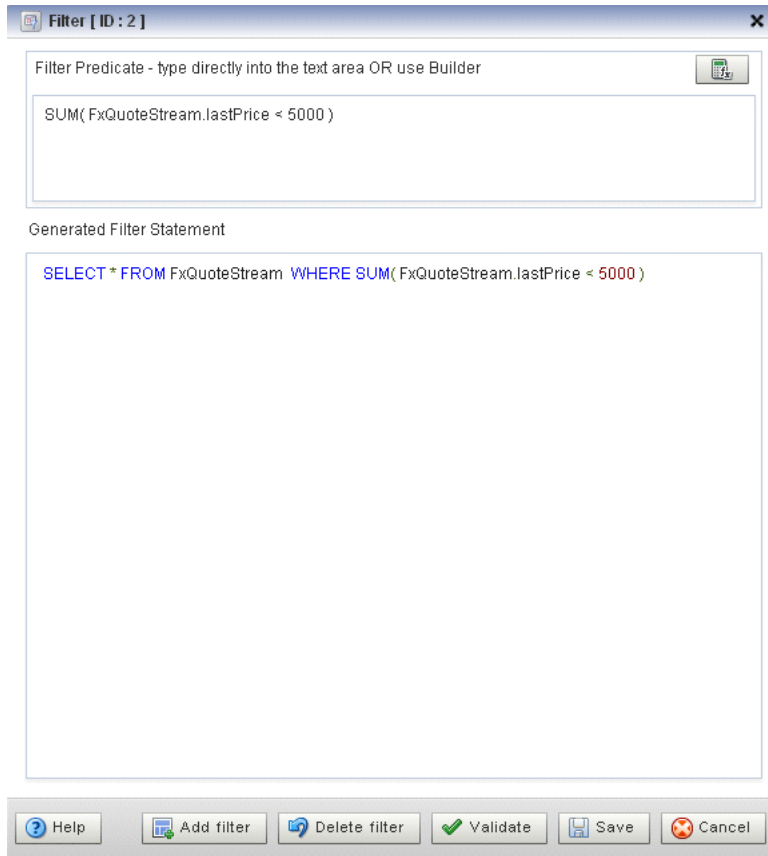 Filter [ ID : 2 ]
Filter Predicate - type directly into the text area OR use Builder
SUM( FxQuoteStream.lastPrice < 5000 )
Generated Filter Statement
SELECT * FROM FxQuoteStream  WHERE SUM( FxQuoteStream.lastPrice < 5000 )
Help Add filter Delete filter Validate Save Cancel